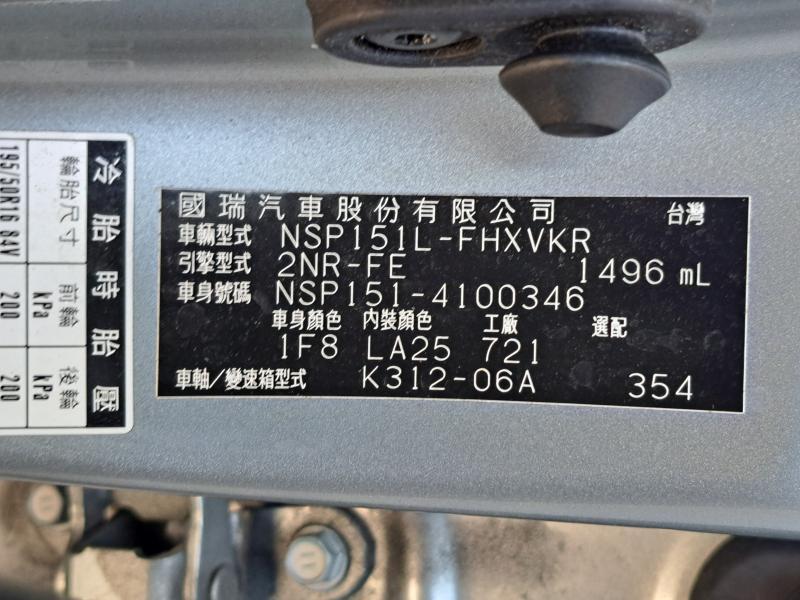 國瑞汽車股份有限公司 台灣
車輛型式 NSP151L-FHXVKR
引擎型式 2NR-FE 1496 mL
車身號碼 NSP151-4100346
車身顏色 內裝顏色 工廠 選配
1F8 LA25 721
車軸/變速箱型式 K312-06A 354
冷胎時胎壓
輪胎尺寸 前輪 後輪
kPa kPa
195/50R16 84V 200 200